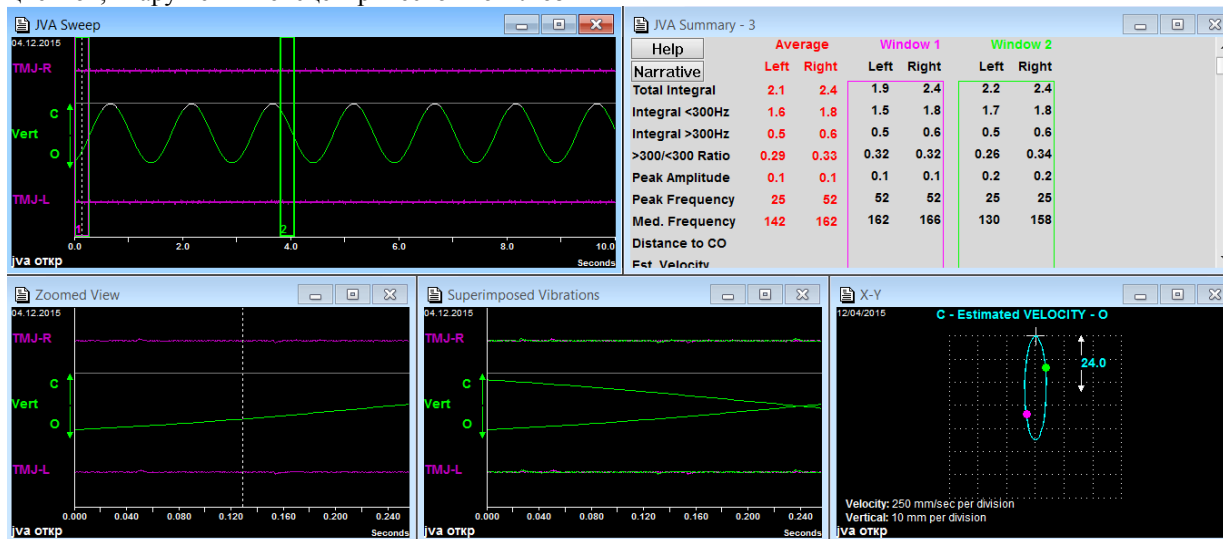 JVA Sweep
04.12.2015
TMJ-R
C
Vert
O
TMJ-L
1
2
0.0 2.0 4.0 6.0 8.0 10.0
jva откр
Seconds
JVA Summary - 3
Help
Narrative
Average Window 1 Window 2
Left Right Left Right Left Right
Total Integral 2.1 2.4 1.9 2.4 2.2 2.4
Integral <300Hz 1.6 1.8 1.5 1.8 1.7 1.8
Integral >300Hz 0.5 0.6 0.5 0.6 0.5 0.6
>300/<300 Ratio 0.29 0.33 0.32 0.32 0.26 0.34
Peak Amplitude 0.1 0.1 0.1 0.1 0.2 0.2
Peak Frequency 25 52 52 52 25 25
Med. Frequency 142 162 162 166 130 158
Distance to CO
Est. Velocity
Zoomed View
04.12.2015
TMJ-R
C
Vert
O
TMJ-L
0.000 0.040 0.080 0.120 0.160 0.200 0.240
Seconds
jva откр
Superimposed Vibrations
04.12.2015
TMJ-R
C
Vert
O
TMJ-L
0.000 0.040 0.080 0.120 0.160 0.200 0.240
Seconds
jva откр
X-Y
12/04/2015
C - Estimated VELOCITY - O
24.0
Velocity: 250 mm/sec per division
Vertical: 10 mm per division
jva откр